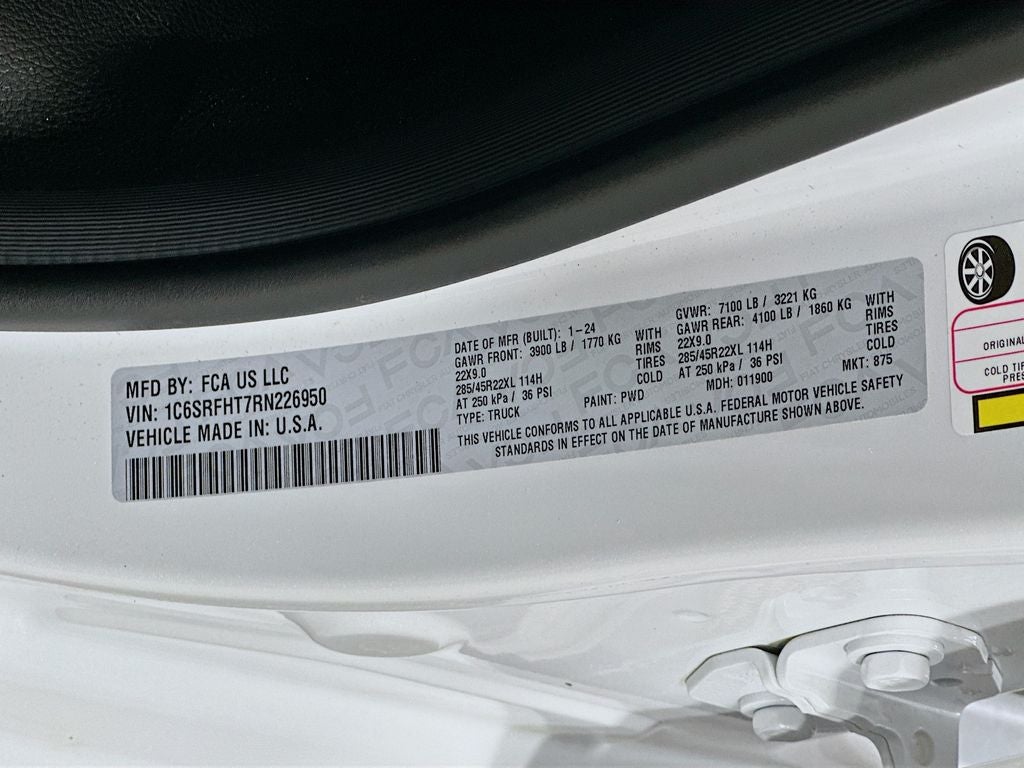 MFD BY: FCA US LLC
VIN: 1C6SRFHT7RN226950
VEHICLE MADE IN: U.S.A.
DATE OF MFR (BUILT): 1-24
GAWR FRONT: 3900 LB / 1770 KG WITH
22X9.0 RIMS
285/45R22XL 114H TIRES
AT 250 kPa / 36 PSI COLD
TYPE: TRUCK
PAINT: PWD
GVWR: 7100 LB / 3221 KG
GAWR REAR: 4100 LB / 1860 KG WITH
22X9.0 RIMS
285/45R22XL 114H TIRES
AT 250 kPa / 36 PSI COLD
MDH: 011900 MKT: 875
THIS VEHICLE CONFORMS TO ALL APPLICABLE U.S.A. FEDERAL MOTOR VEHICLE SAFETY
STANDARDS IN EFFECT ON THE DATE OF MANUFACTURE SHOWN ABOVE.
ORIGINAL
COLD TI
PRES